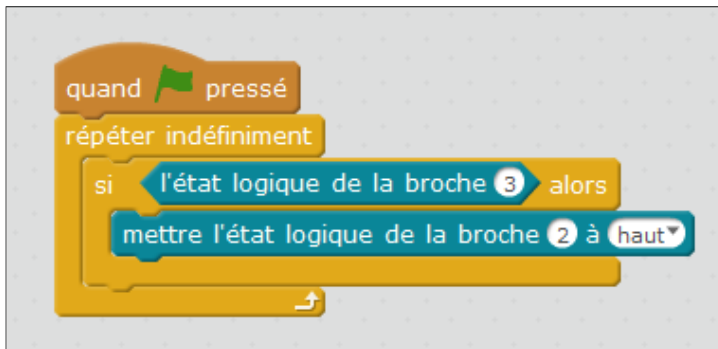 quand pressé
répéter indéfiniment
si l'état logique de la broche 3 alors
mettre l'état logique de la broche 2 à haut